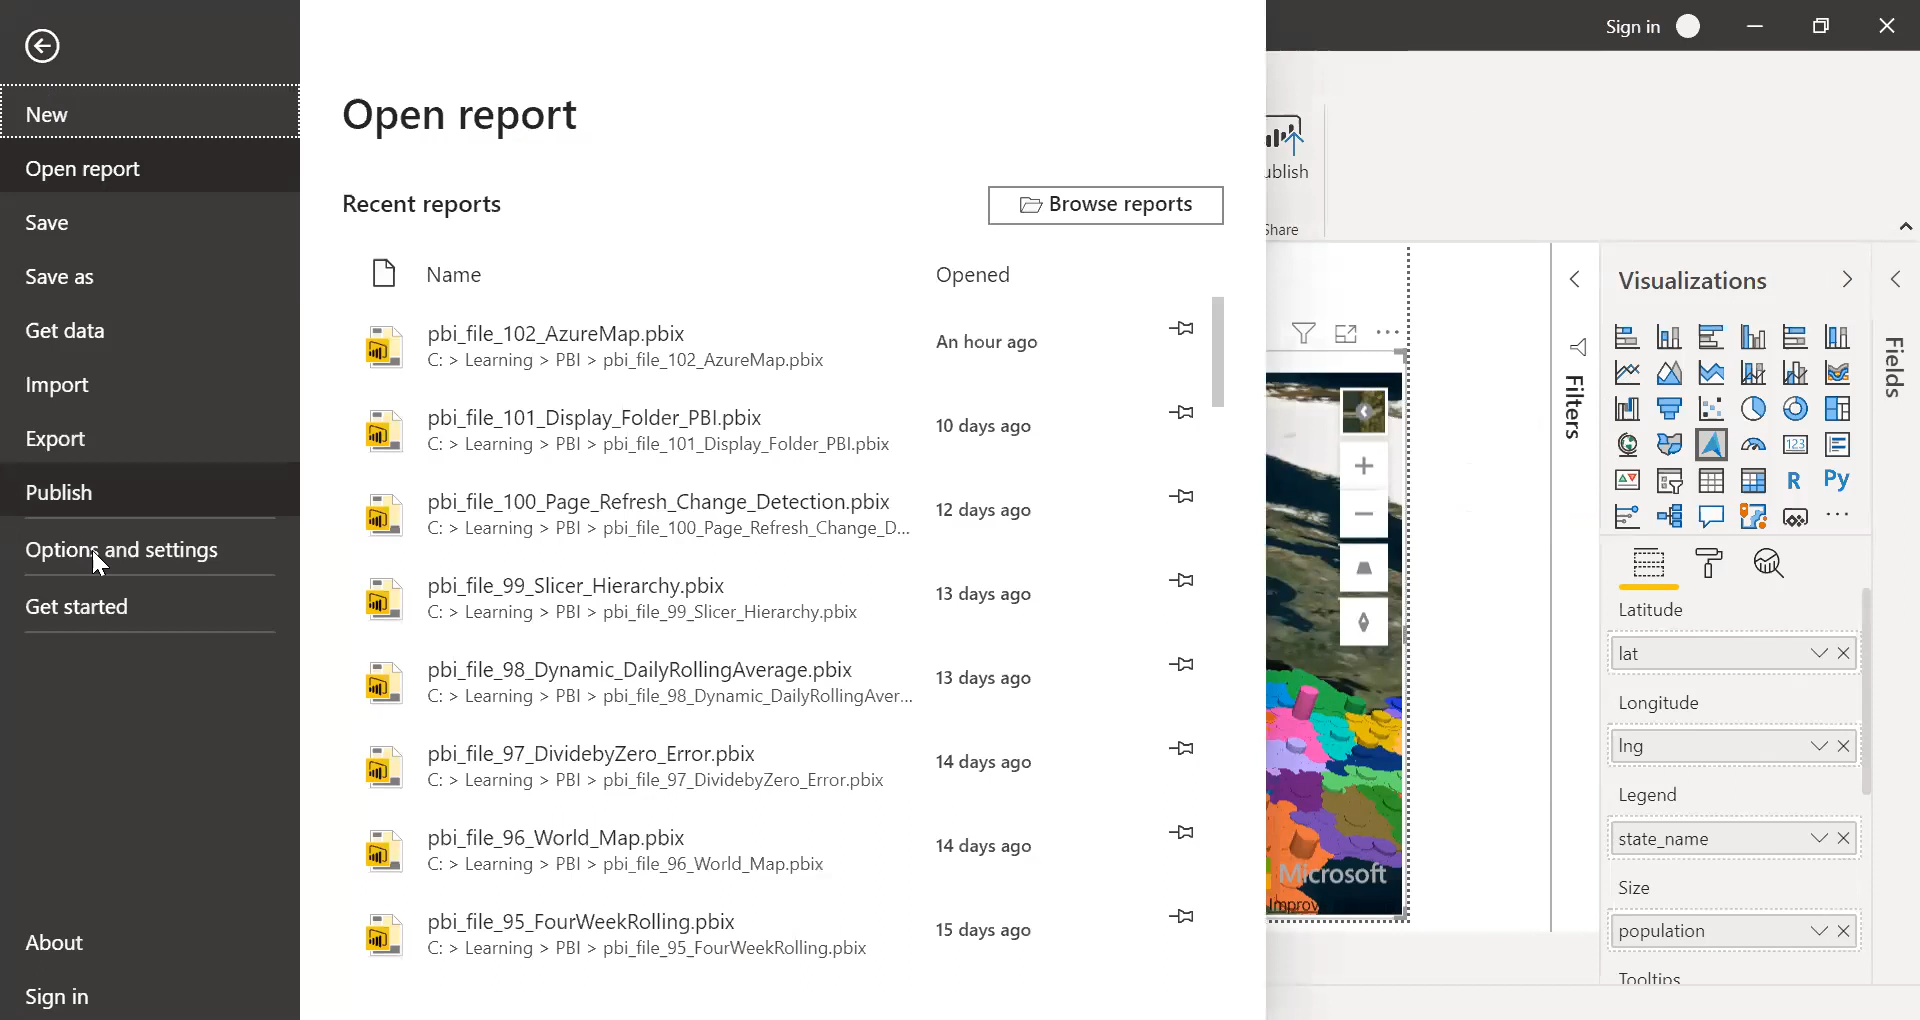 New
Open report
Save
Save as
Get data
Import
Export
Publish
Options and settings
Get started
About
Sign in
Open report
Recent reports
Browse reports
Name Opened
pbi_file_102_AzureMap.pbix
C: > Learning > PBI > pbi_file_102_AzureMap.pbix
An hour ago
pbi_file_101_Display_Folder_PBI.pbix
C: > Learning > PBI > pbi_file_101_Display_Folder_PBI.pbix
10 days ago
pbi_file_100_Page_Refresh_Change_Detection.pbix
C: > Learning > PBI > pbi_file_100_Page_Refresh_Change_D...
12 days ago
pbi_file_99_Slicer_Hierarchy.pbix
C: > Learning > PBI > pbi_file_99_Slicer_Hierarchy.pbix
13 days ago
pbi_file_98_Dynamic_DailyRollingAverage.pbix
C: > Learning > PBI > pbi_file_98_Dynamic_DailyRollingAver...
13 days ago
pbi_file_97_DividebyZero_Error.pbix
C: > Learning > PBI > pbi_file_97_DividebyZero_Error.pbix
14 days ago
pbi_file_96_World_Map.pbix
C: > Learning > PBI > pbi_file_96_World_Map.pbix
14 days ago
pbi_file_95_FourWeekRolling.pbix
C: > Learning > PBI > pbi_file_95_FourWeekRolling.pbix
15 days ago
Sign in
ublish
Share
Microsoft
Improv
Filters
Visualizations
123
R
Py
Latitude
lat
Longitude
lng
Legend
state_name
Size
population
Tooltips
Fields